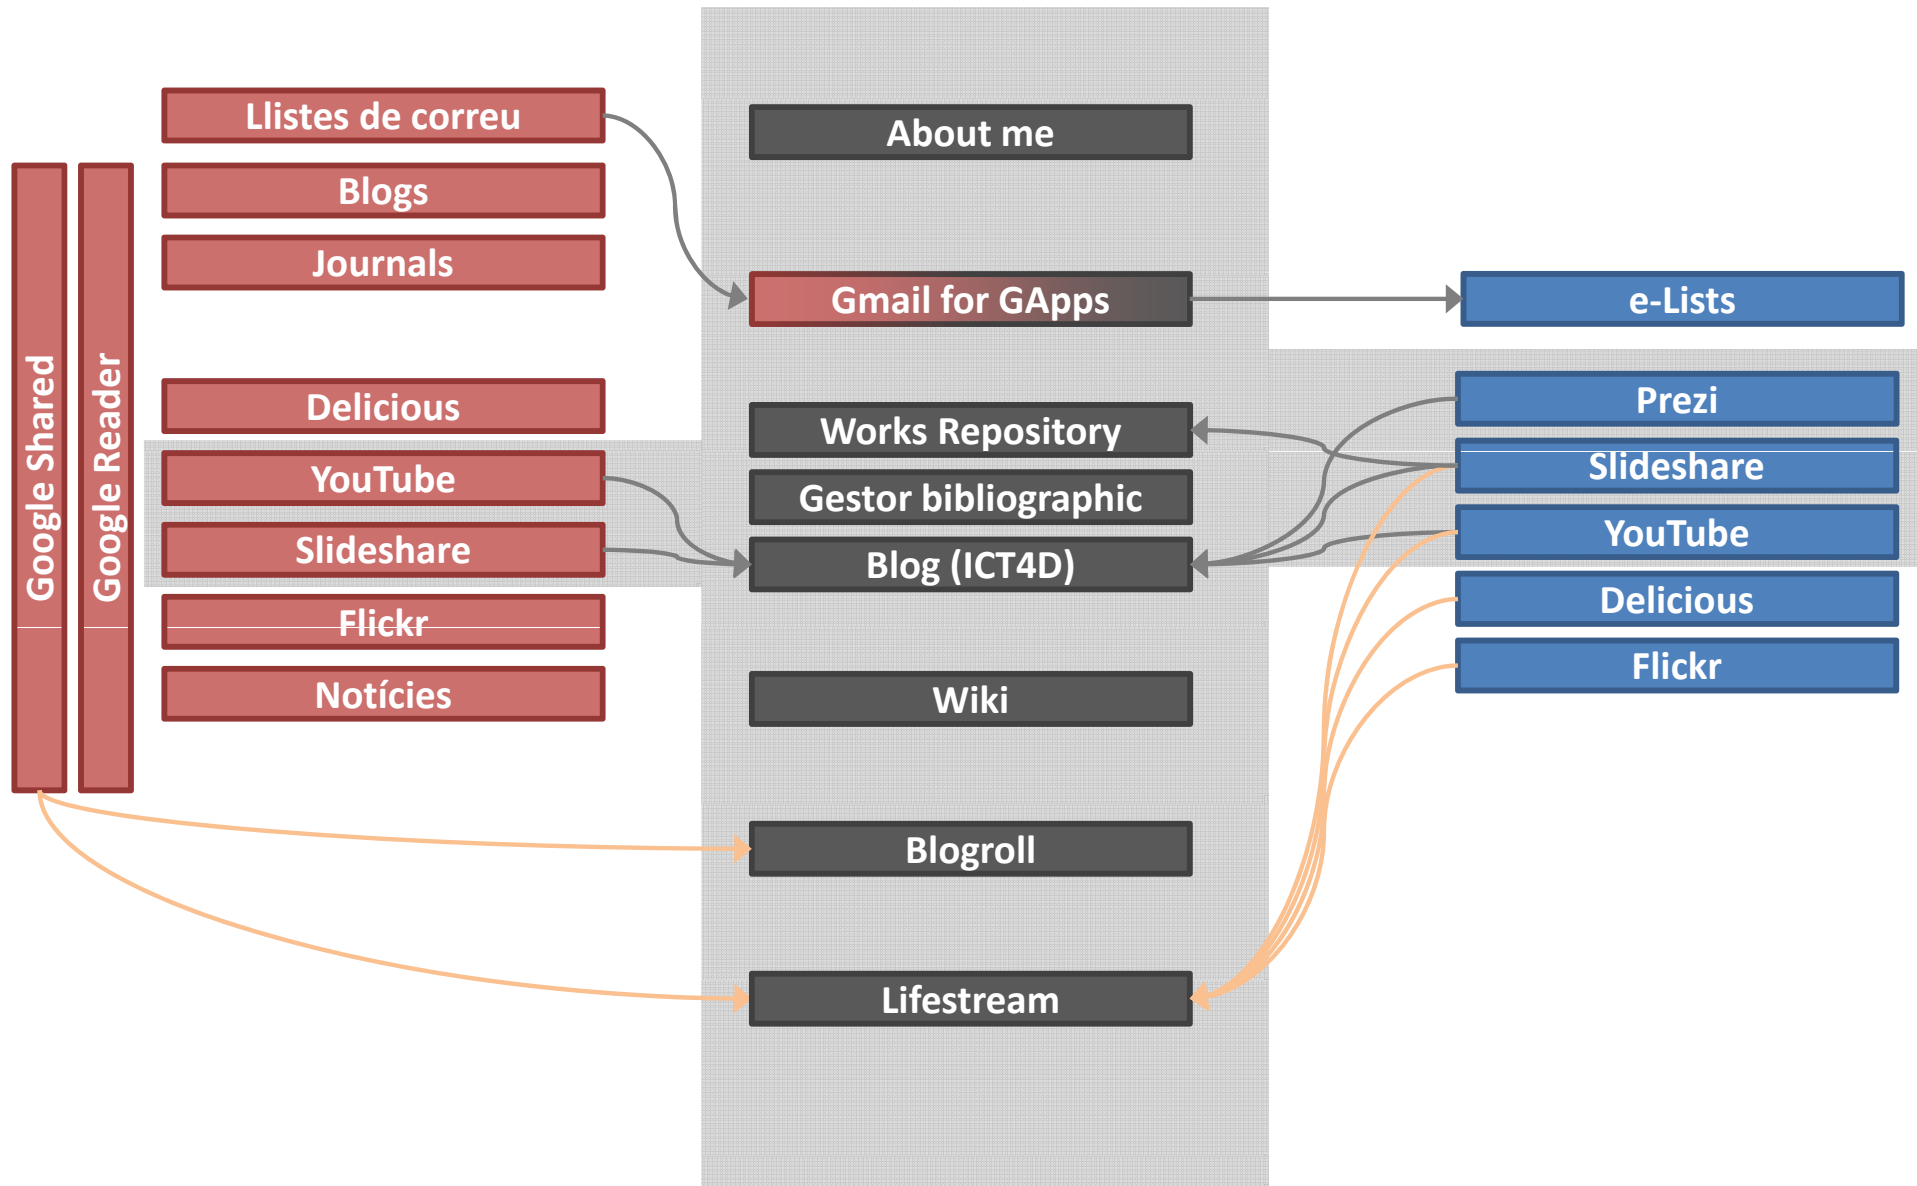 Google Shared
Google Reader
Llistes de correu
Blogs
Journals
Delicious
YouTube
Slideshare
Flickr
Notícies
About me
Gmail for GApps
Works Repository
Gestor bibliographic
Blog (ICT4D)
Wiki
Blogroll
Lifestream
e-Lists
Prezi
Slideshare
YouTube
Delicious
Flickr